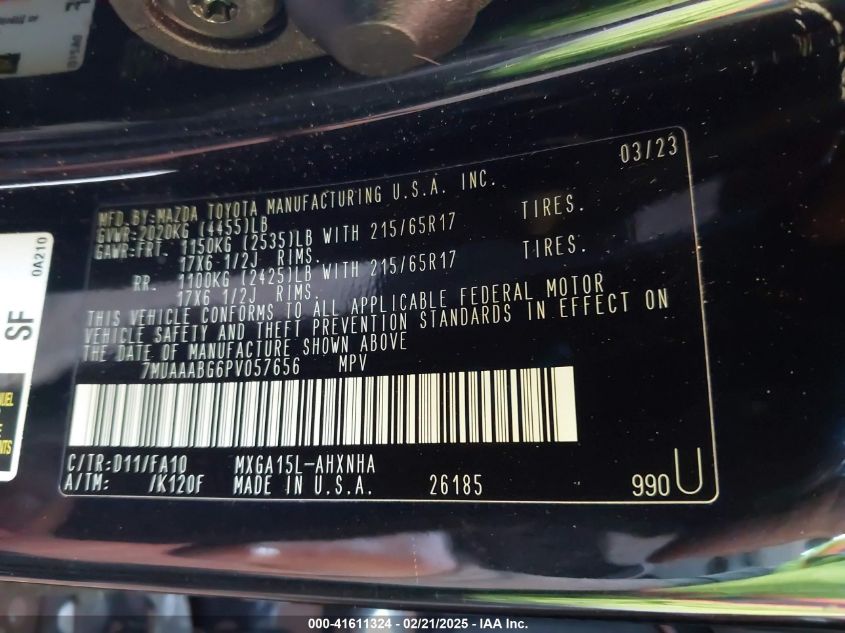 03/23
MFD.BY:MAZDA TOYOTA MANUFACTURING U.S.A. INC.
GVWR:2020KG (4455)LB
GAWR:FRT. 1150KG (2535)LB WITH 215/65R17 TIRES.
17X6 1/2J RIMS.
RR. 1100KG (2425)LB WITH 215/65R17 TIRES.
17X6 1/2J RIMS.
THIS VEHICLE CONFORMS TO ALL APPLICABLE FEDERAL MOTOR
VEHICLE SAFETY AND THEFT PREVENTION STANDARDS IN EFFECT ON
THE DATE OF MANUFACTURE SHOWN ABOVE
7MUAAABG6PV057656 MPV
C/TR:D11/FA10 MXGA15L-AHXNHA
A/TM: /K120F MADE IN U.S.A. 26185 990U
0A210
SF
000-41611324 - 02/21/2025 - IAA Inc.